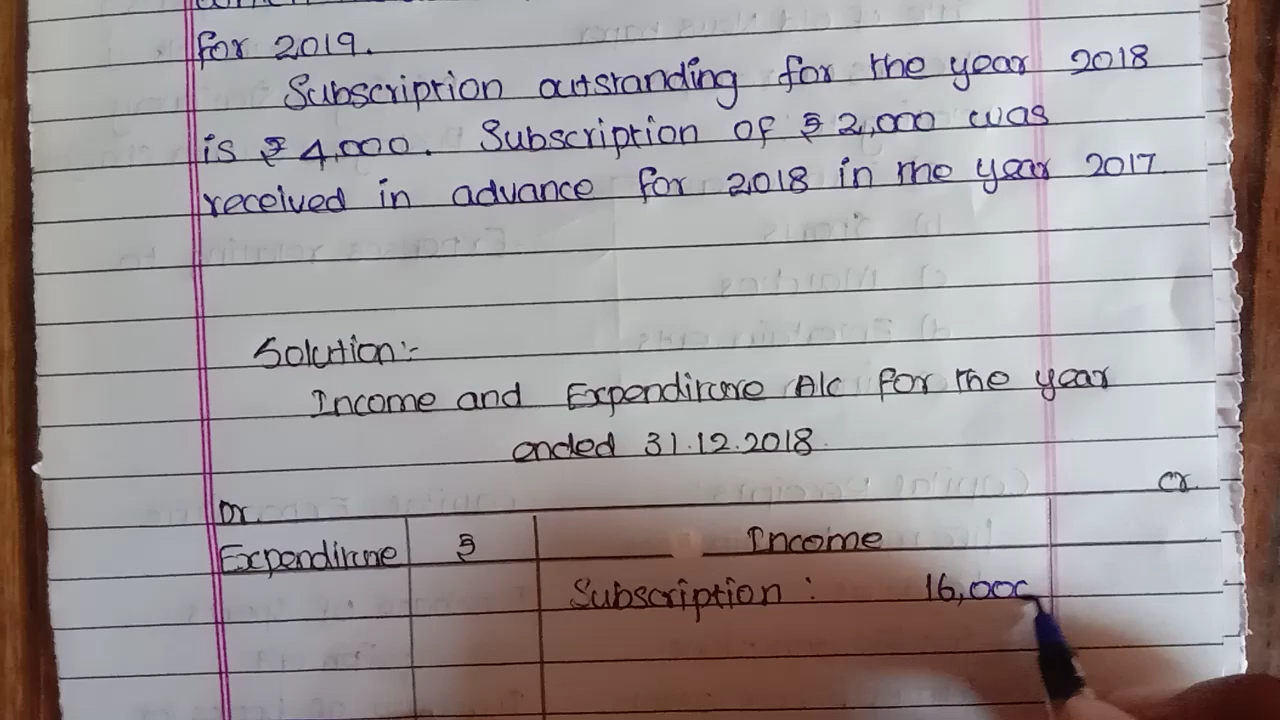 for 2019.
Subscription outstanding for the year 2018
is ₹ 4,000. Subscription of ₹ 2,000 was
received in advance for 2018 in the year 2017
Solution:-
Income and Expenditure A/c for the year
ended 31.12.2018.
Dr. Cr.
Expenditure ₹ Income
Subscription : 16,000